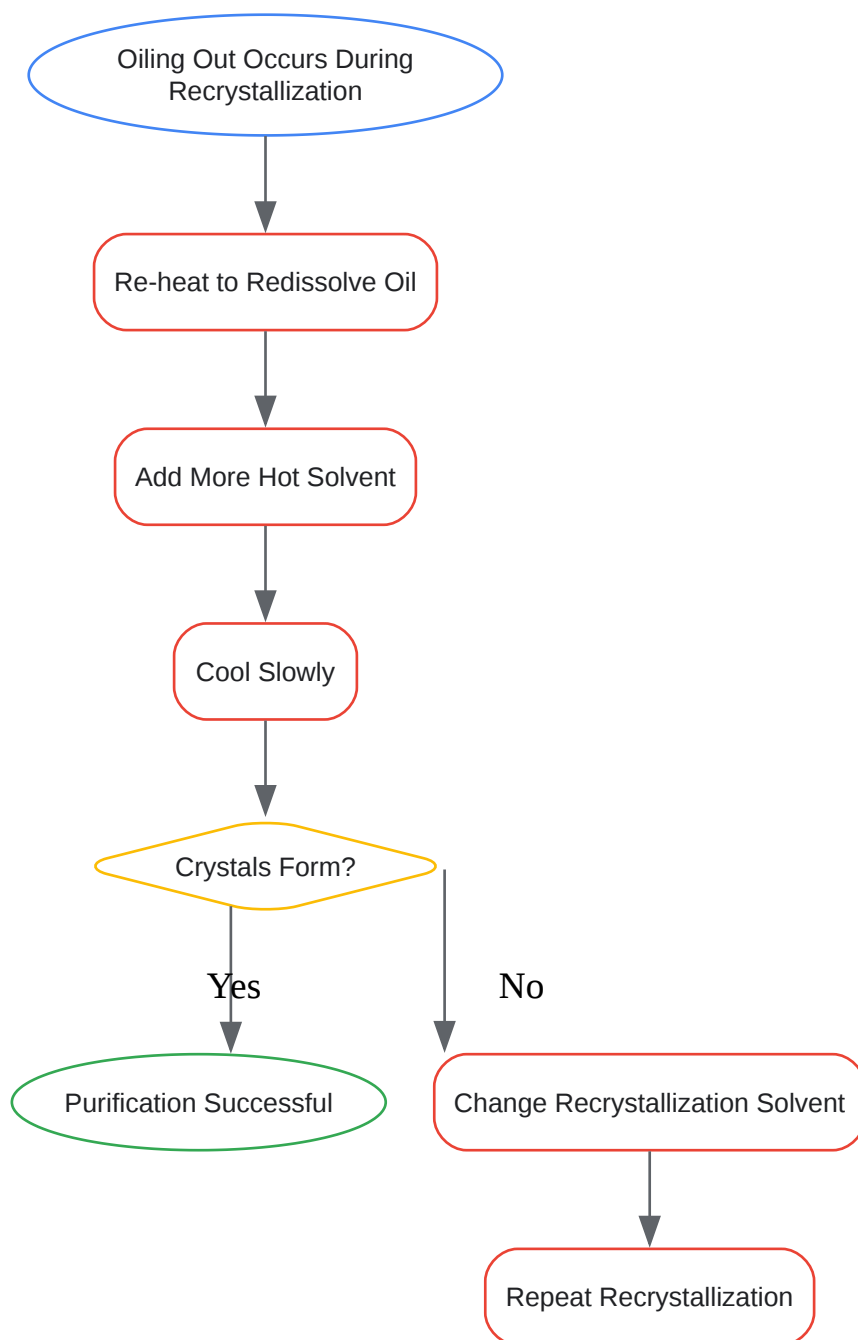 Oiling Out Occurs During
Recrystallization
Re-heat to Redissolve Oil
Add More Hot Solvent
Cool Slowly
Crystals Form?
Yes
No
Purification Successful
Change Recrystallization Solvent
Repeat Recrystallization